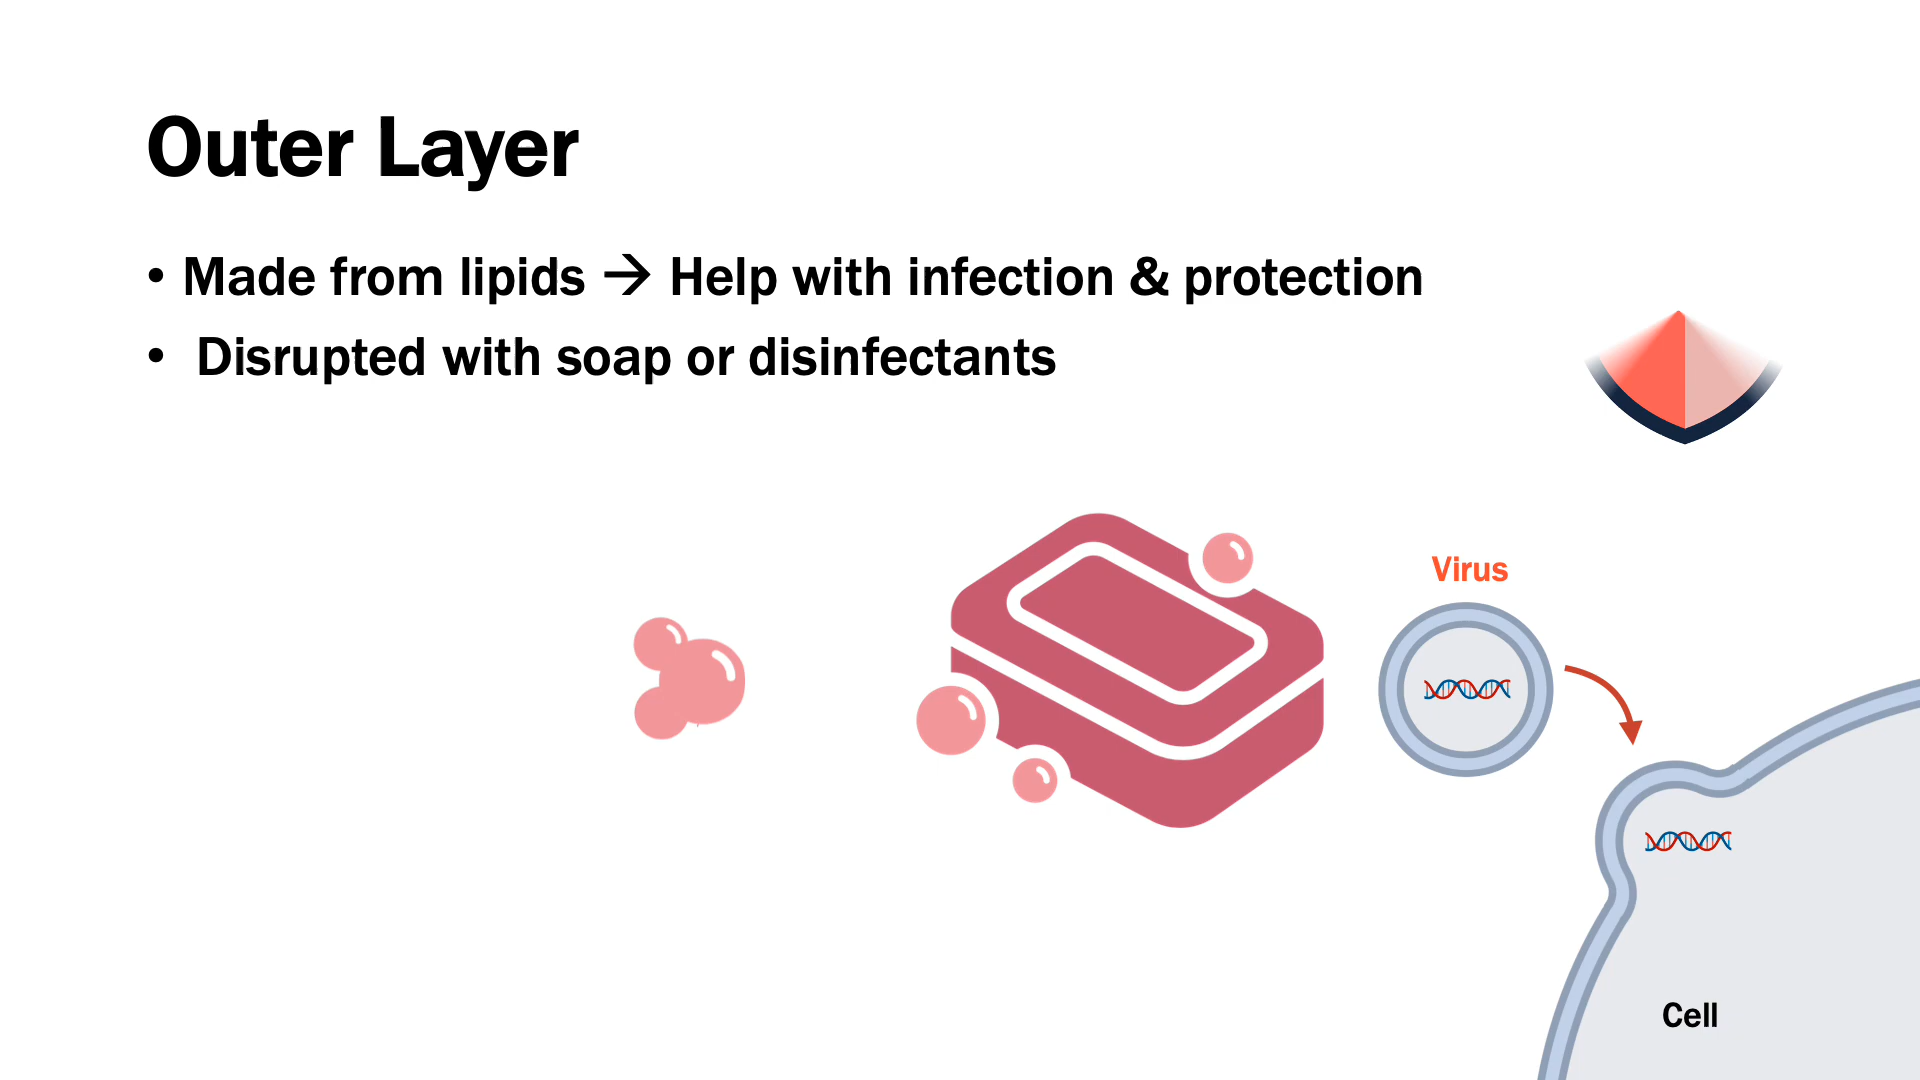 Outer Layer
• Made from lipids → Help with infection & protection
• Disrupted with soap or disinfectants
Virus
Cell